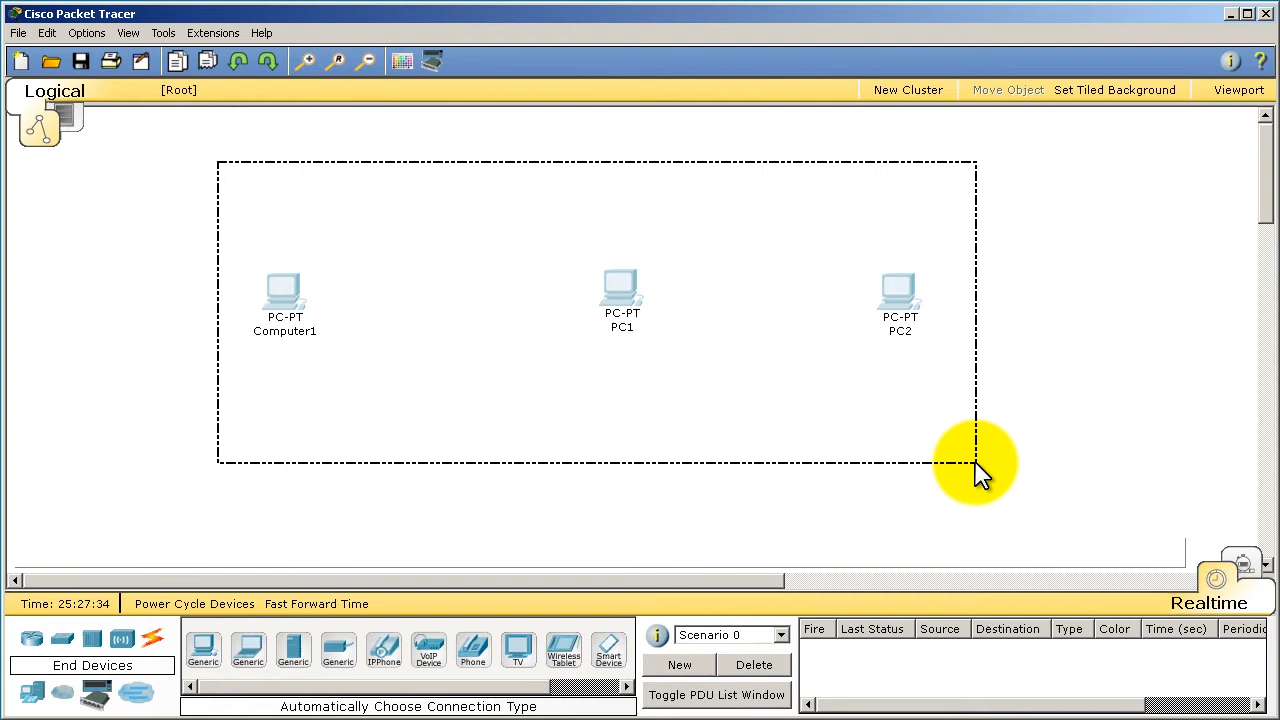 Cisco Packet Tracer
File Edit Options View Tools Extensions Help
Logical [Root] New Cluster Move Object Set Tiled Background Viewport
PC-PT
Computer1
PC-PT
PC1
PC-PT
PC2
Time: 25:27:34 Power Cycle Devices Fast Forward Time Realtime
End Devices
Generic Generic Generic Generic IPPhone VoIP Device Phone TV Wireless Tablet Smart Device
Automatically Choose Connection Type
Scenario 0
New Delete
Toggle PDU List Window
Fire Last Status Source Destination Type Color Time (sec) Periodic